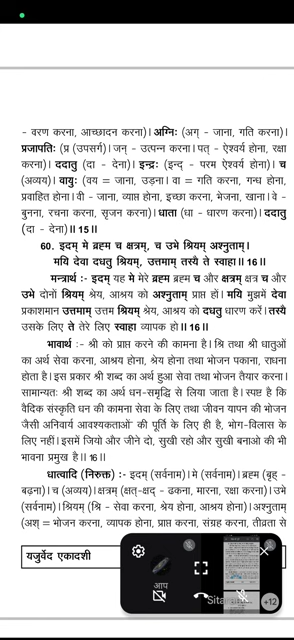 - वरण करना, आच्छादन करना)। अग्निः (अग् - जाना, गति करना)।
प्रजापतिः (प्र (उपसर्ग)। जन् - उत्पन्न करना। पत् - ऐश्वर्य होना, रक्षा
करना)। ददातु (दा - देना)। इन्द्रः (इन्द् - परम ऐश्वर्य होना)। च
(अव्यय)। वायुः (वय = जाना, उड़ना। वा = गति करना, गन्ध होना,
प्रवाहित होना। वी - जाना, व्याप्त होना, इच्छा करना, भेजना, खाना। वे -
बुनना, रचना करना, सृजन करना)। धाता (धा - धारण करना)। ददातु
(दा - देना)॥15॥
60. इदम् मे ब्रह्म च क्षत्रम्, च उभे श्रियम् अश्नुताम्।
मयि देवा दधतु श्रियम्, उत्तमाम् तस्यै ते स्वाहा॥16॥
मन्त्रार्थ :- इदम् यह मे मेरे ब्रह्म ब्रह्म च और क्षत्रम् क्षत्र च और
उभे दोनों श्रियम् श्रेय, आश्रय को अश्नुताम् प्राप्त हों। मयि मुझमें देवा
प्रकाशमान उत्तमाम् उत्तम श्रियम् श्रेय, आश्रय को दधतु धारण करें। तस्यै
उसके लिए ते तेरे लिए स्वाहा व्यापक हो॥16॥
भावार्थ :- श्री को प्राप्त करने की कामना है। श्रि तथा श्री धातुओं
का अर्थ सेवा करना, आश्रय होना, श्रेय होना तथा भोजन पकाना, राधना
होता है। इस प्रकार श्री शब्द का अर्थ हुआ सेवा तथा भोजन तैयार करना।
सामान्यतः श्री शब्द का अर्थ धन-समृद्धि से लिया जाता है। स्पष्ट है कि
वैदिक संस्कृति धन की कामना सेवा के लिए तथा जीवन यापन की भोजन
जैसी अनिवार्य आवश्यकताओं की पूर्ति के लिए ही है, भोग-विलास के
लिए नहीं। इसमें जियो और जीने दो, सुखी रहो और सुखी बनाओ की भी
भावना प्रमुख है॥16॥
धात्वादि (निरुक्त) :- इदम् (सर्वनाम)। मे (सर्वनाम)। ब्रह्म (बृह् -
बढ़ना)। च (अव्यय)। क्षत्रम् (क्षत्-क्षद् - ढकना, मारना, रक्षा करना)। उभे
(सर्वनाम)। श्रियम् (श्रि - सेवा करना, श्रेय होना, आश्रय होना)। अश्नुताम्
(अश् = भोजन करना, व्यापक होना, प्राप्त करना, संग्रह करना, तीव्रता से
यजुर्वेद एकादशी
आप
+12